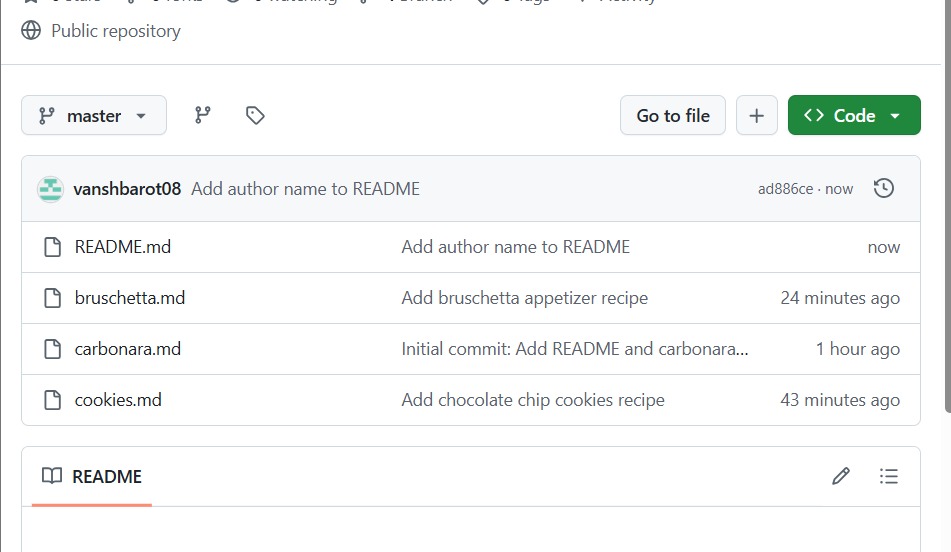 Public repository
master
Go to file
Code
vanshbarot08 Add author name to README ad886ce · now
README.md Add author name to README now
bruschetta.md Add bruschetta appetizer recipe 24 minutes ago
carbonara.md Initial commit: Add README and carbonara... 1 hour ago
cookies.md Add chocolate chip cookies recipe 43 minutes ago
README